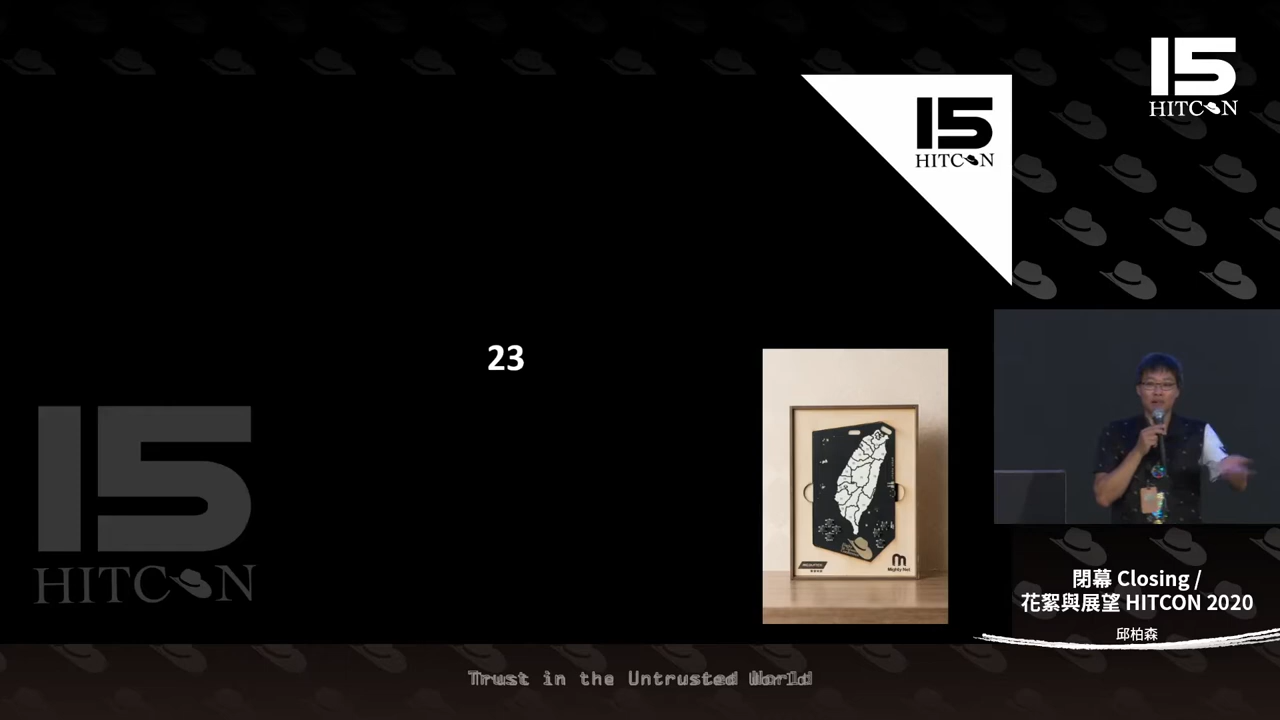 15
HITCON
15
HITCON
23
15
HITCON
Mighty Net
閉幕 Closing /
花絮與展望 HITCON 2020
邱柏森
Trust in the Untrusted World